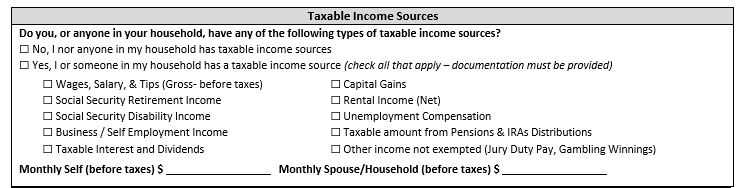 Taxable Income Sources
Do you, or anyone in your household, have any of the following types of taxable income sources?
☐ No, I nor anyone in my household has taxable income sources
☐ Yes, I or someone in my household has a taxable income source (check all that apply – documentation must be provided)
☐ Wages, Salary, & Tips (Gross- before taxes) ☐ Capital Gains
☐ Social Security Retirement Income ☐ Rental Income (Net)
☐ Social Security Disability Income ☐ Unemployment Compensation
☐ Business / Self Employment Income ☐ Taxable amount from Pensions & IRAs Distributions
☐ Taxable Interest and Dividends ☐ Other income not exempted (Jury Duty Pay, Gambling Winnings)
Monthly Self (before taxes) $ ____________________ Monthly Spouse/Household (before taxes) $ ____________________